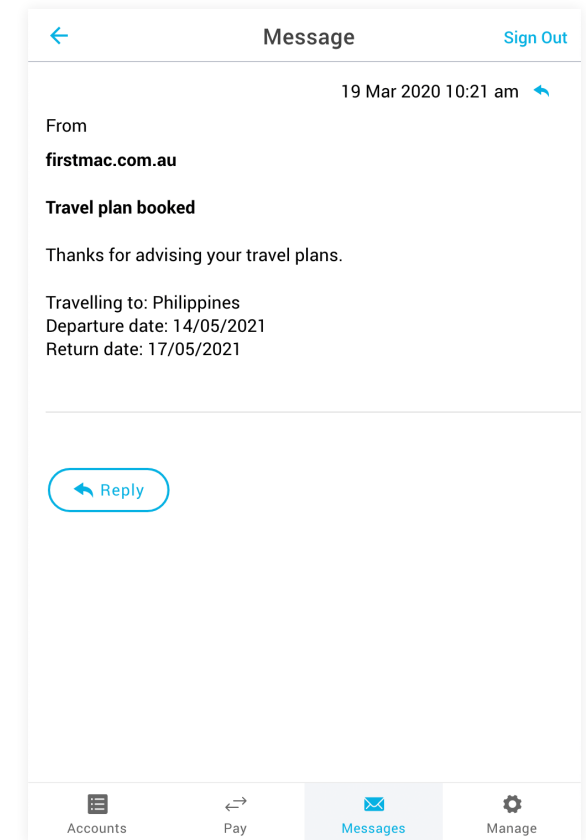 Message
Sign Out
19 Mar 2020 10:21 am
From
firstmac.com.au
Travel plan booked
Thanks for advising your travel plans.
Travelling to: Philippines
Departure date: 14/05/2021
Return date: 17/05/2021
Reply
Accounts
Pay
Messages
Manage